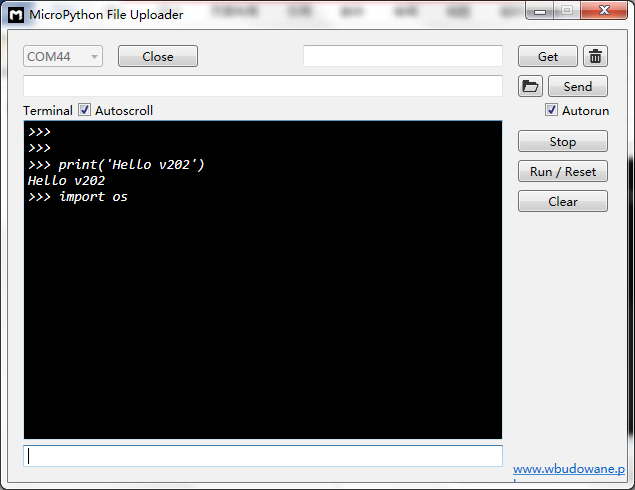 MicroPython File Uploader
COM44
Close
Get
Send
Terminal
Autoscroll
Autorun
>>>
>>>
>>> print('Hello v202')
Hello v202
>>> import os
Stop
Run / Reset
Clear
www.wbudowane.p